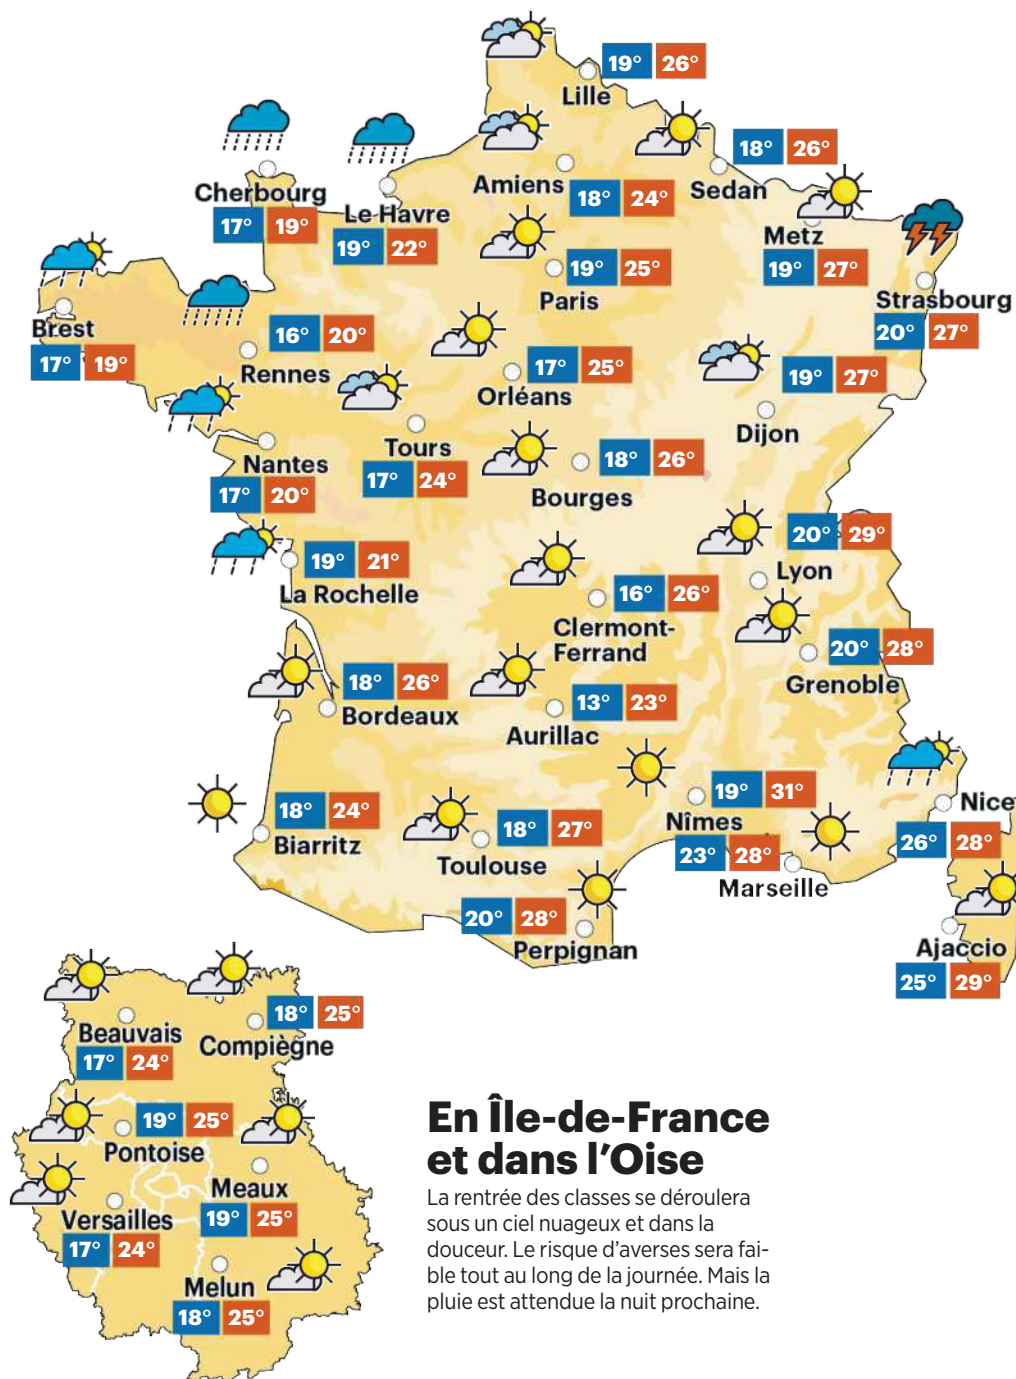 19° 26°
Lille
18° 26°
Sedan
Amiens
18° 24°
Cherbourg
17° 19°
Le Havre
19° 22°
Metz
19° 27°
19° 25°
Paris
Strasbourg
20° 27°
Brest
17° 19°
16° 20°
Rennes
17° 25°
Orléans
19° 27°
Dijon
Tours
17° 24°
Nantes
17° 20°
18° 26°
Bourges
20° 29°
Lyon
19° 21°
La Rochelle
16° 26°
Clermont-
Ferrand
20° 28°
Grenoble
18° 26°
Bordeaux
13° 23°
Aurillac
19° 31°
Nîmes
Nice
26° 28°
18° 24°
Biarritz
18° 27°
Toulouse
23° 28°
Marseille
20° 28°
Perpignan
Ajaccio
25° 29°
Beauvais
17° 24°
18° 25°
Compiègne
19° 25°
Pontoise
Meaux
19° 25°
Versailles
17° 24°
Melun
18° 25°
En Île-de-France
et dans l'Oise
La rentrée des classes se déroulera
sous un ciel nuageux et dans la
douceur. Le risque d'averses sera fai-
ble tout au long de la journée. Mais la
pluie est attendue la nuit prochaine.